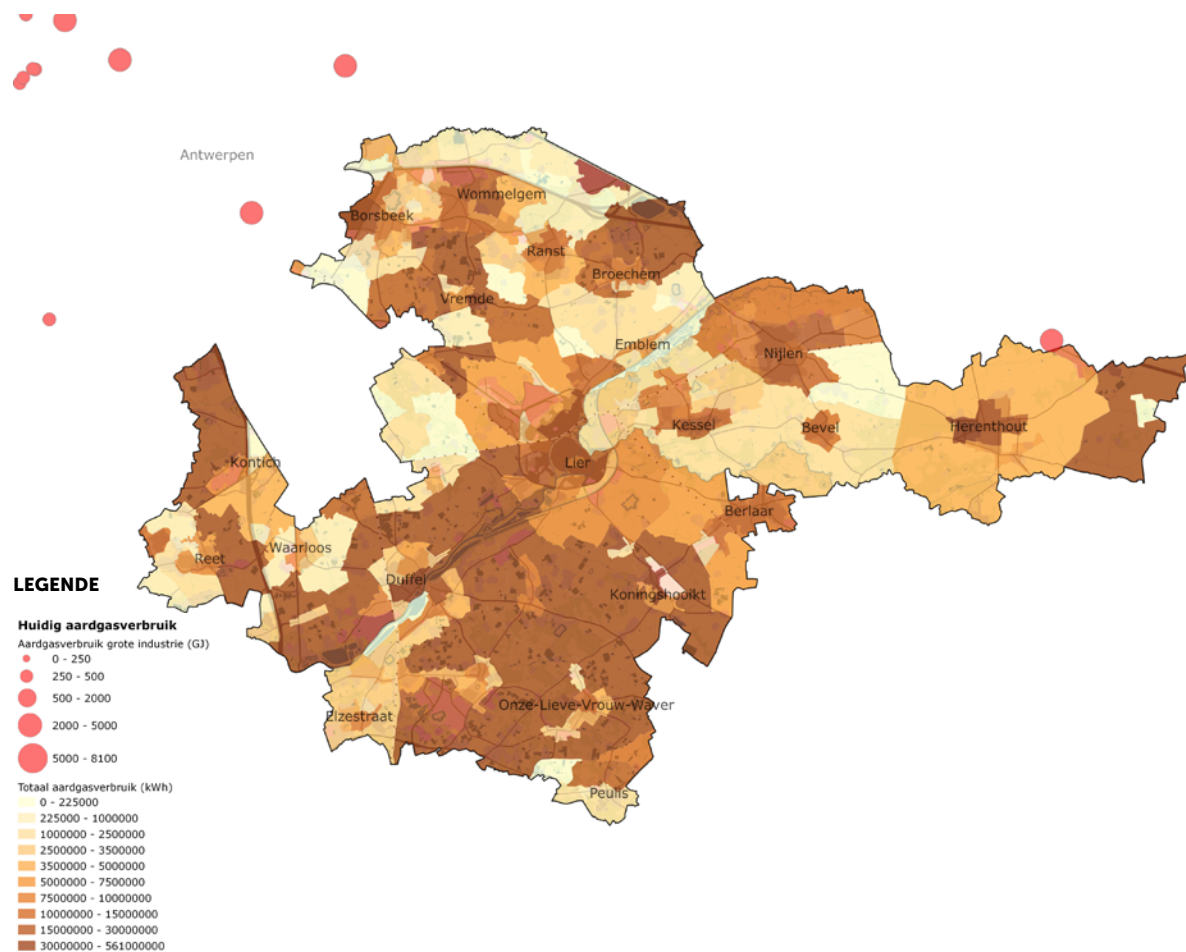 Antwerpen
Wommelgem
Borsbeek
Ranst
Broechem
Vremde
Emblem
Nijlen
Kessel
Bevel
Herenthout
Lier
Kontich
Berlaar
Waarloos
Reet
Duffel
Koningshooikt
Onze-Lieve-Vrouw-Waver
Elzestraat
Peulis
LEGENDE
Huidig aardgasverbruik
Aardgasverbruik grote industrie (GJ)
0 - 250
250 - 500
500 - 2000
2000 - 5000
5000 - 8100
Totaal aardgasverbruik (kWh)
0 - 225000
225000 - 1000000
1000000 - 2500000
2500000 - 3500000
3500000 - 5000000
5000000 - 7500000
7500000 - 10000000
10000000 - 15000000
15000000 - 30000000
30000000 - 561000000